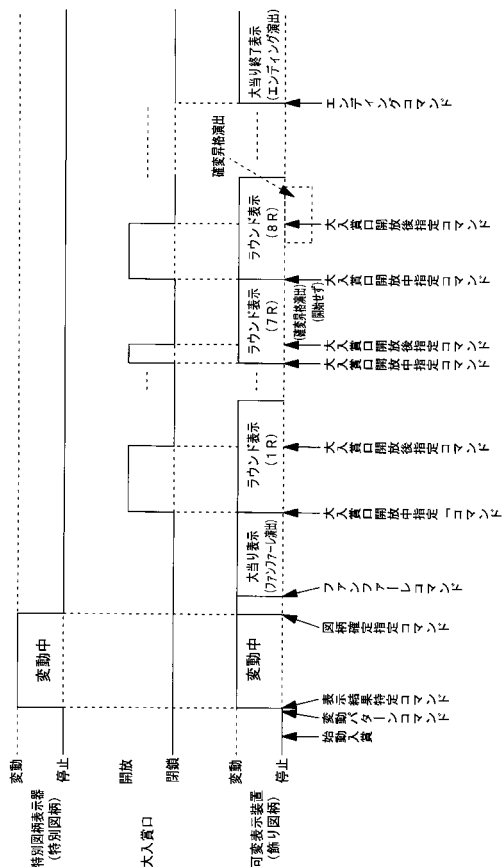 特別図柄表示器
(特別図柄)
変動
停止
変動中
大入賞口
開放
閉鎖
可変表示装置
(飾り図柄)
変動
停止
変動中
大当り表示
(ファンファーレ演出)
ラウンド表示
(1R)
ラウンド表示
(7R)
ラウンド表示
(8R)
大当り終了表示
(エンディング演出)
確変昇格演出
(確変昇格演出)
(開始せず)
始動入賞
変動パターンコマンド
表示結果特定コマンド
図柄確定指定コマンド
ファンファーレコマンド
大入賞口開放中指定「コマンド
大入賞口開放後指定コマンド
大入賞口開放中指定コマンド
大入賞口開放後指定コマンド
大入賞口開放中指定コマンド
大入賞口開放後指定コマンド
エンディングコマンド